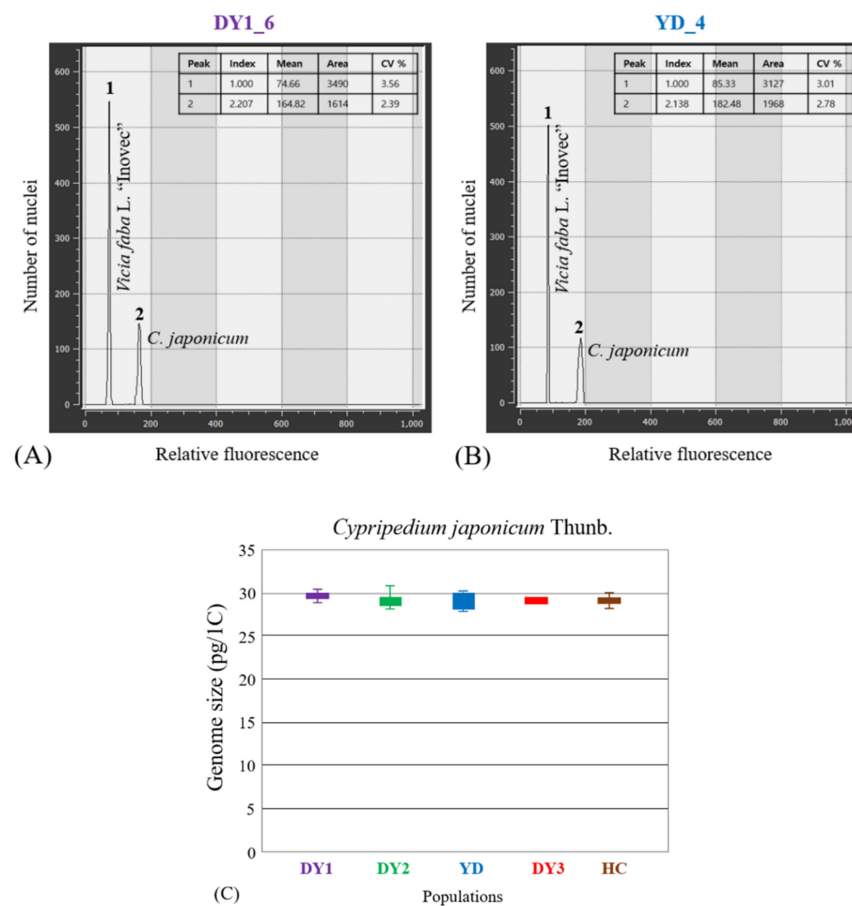 DY1_6
YD_4
Peak Index Mean Area CV %
1 1.000 74.66 3490 3.56
2 2.207 164.82 1614 2.39
Peak Index Mean Area CV %
1 1.000 85.33 3127 3.01
2 2.138 182.48 1968 2.78
600
500
400
300
200
100
0
Number of nuclei
1
Vicia faba L. “Inovec”
2
C. japonicum
0 200 400 600 800 1,000
(A)
Relative fluorescence
600
500
400
300
200
100
0
Number of nuclei
1
Vicia faba L. “Inovec”
2
C. japonicum
0 200 400 600 800 1,000
(B)
Relative fluorescence
Cypripedium japonicum Thunb.
Genome size (pg/1C)
35
30
25
20
15
10
5
0
DY1 DY2 YD DY3 HC
(C)
Populations